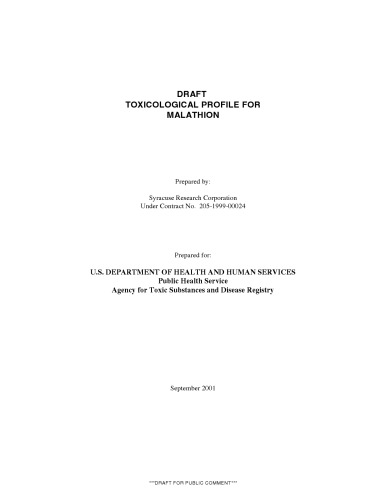 DRAFT
TOXICOLOGICAL PROFILE FOR
MALATHION
Prepared by:
Syracuse Research Corporation
Under Contract No. 205-1999-00024
Prepared for:
U.S. DEPARTMENT OF HEALTH AND HUMAN SERVICES
Public Health Service
Agency for Toxic Substances and Disease Registry
September 2001
***DRAFT FOR PUBLIC COMMENT***